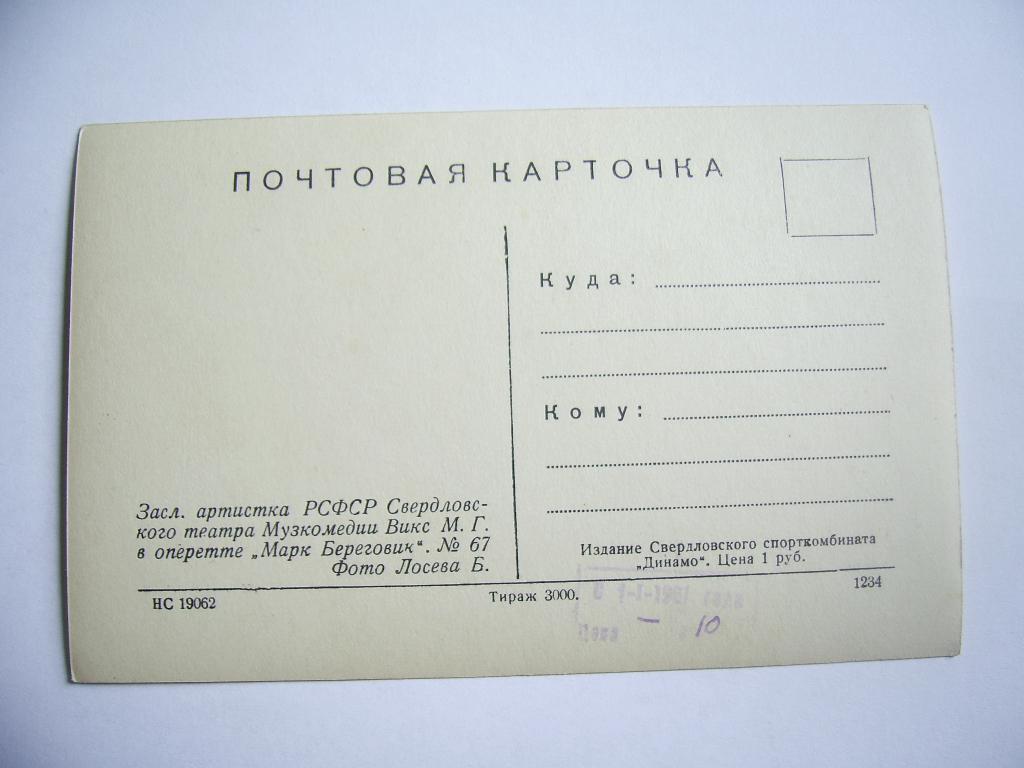 ПОЧТОВАЯ КАРТОЧКА
Куда:
Кому:
Засл. артистка РСФСР Свердловс-
кого театра Музкомедии Викс М. Г.
в оперетте „Марк Береговик“. № 67
Фото Лосева Б.
Издание Свердловского спорткомбината
„Динамо“. Цена 1 руб.
НС 19062
Тираж 3000.
1234
— 10